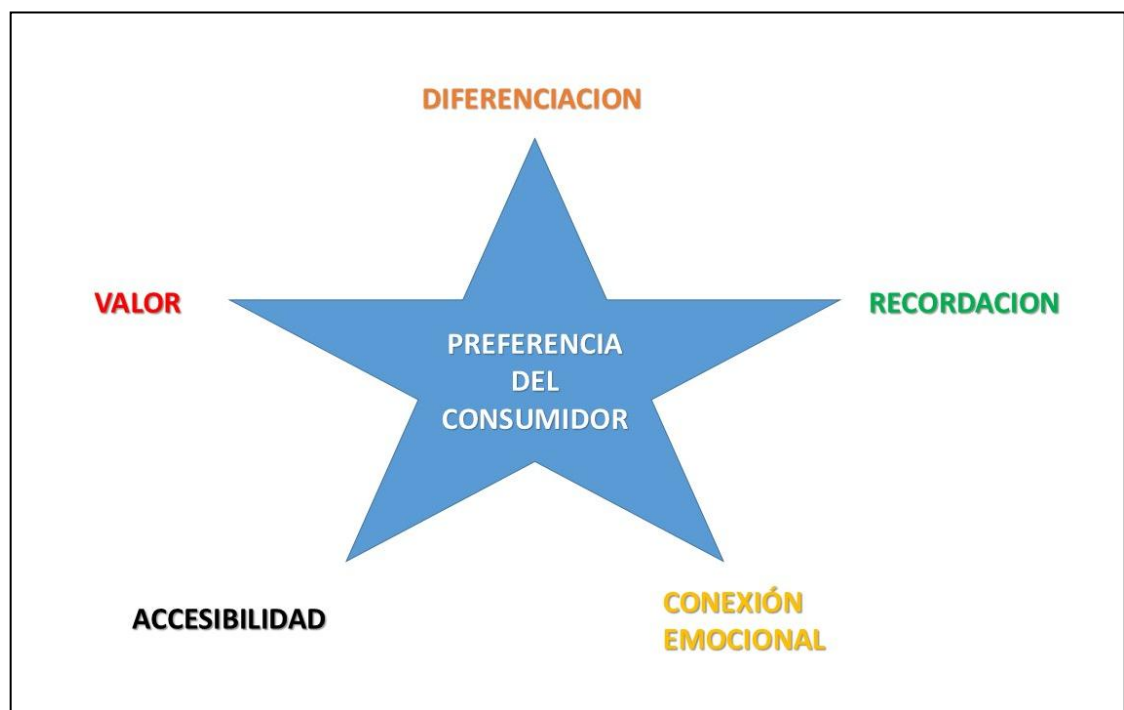 DIFERENCIACION
VALOR
RECORDACION
PREFERENCIA
DEL
CONSUMIDOR
ACCESIBILIDAD
CONEXIÓN
EMOCIONAL